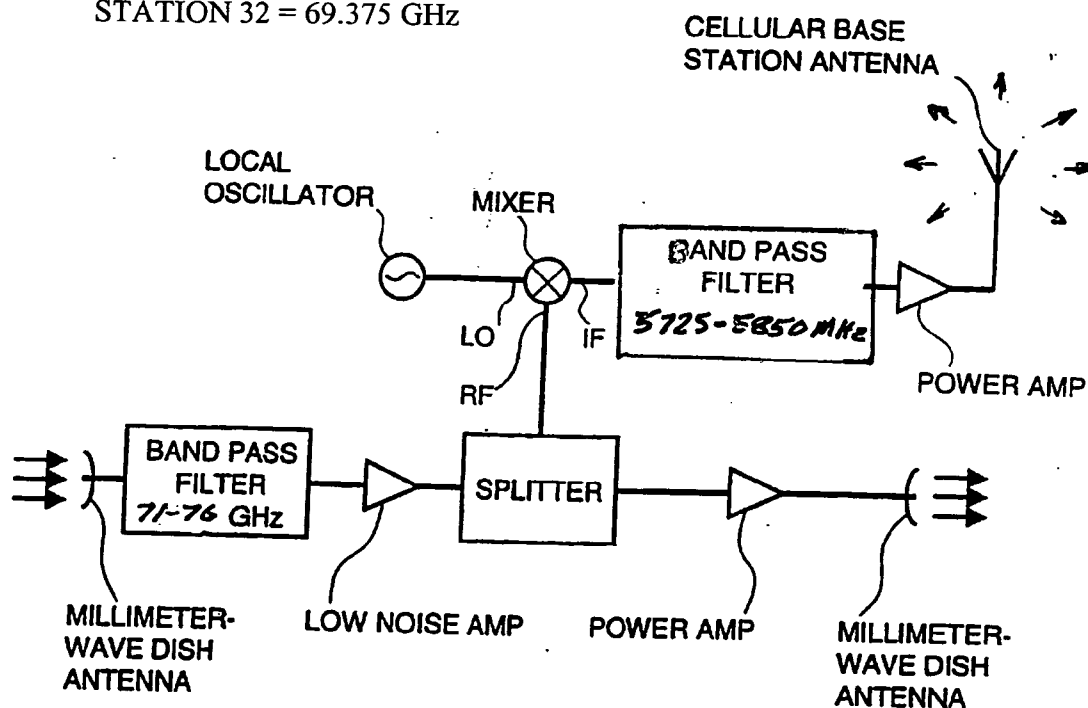 STATION 32 = 69.375 GHz
CELLULAR BASE
STATION ANTENNA
LOCAL
OSCILLATOR
MIXER
BAND PASS
FILTER
5725-5850 MHz
LO
IF
RF
POWER AMP
BAND PASS
FILTER
71-76 GHz
SPLITTER
MILLIMETER-
WAVE DISH
ANTENNA
LOW NOISE AMP
POWER AMP
MILLIMETER-
WAVE DISH
ANTENNA